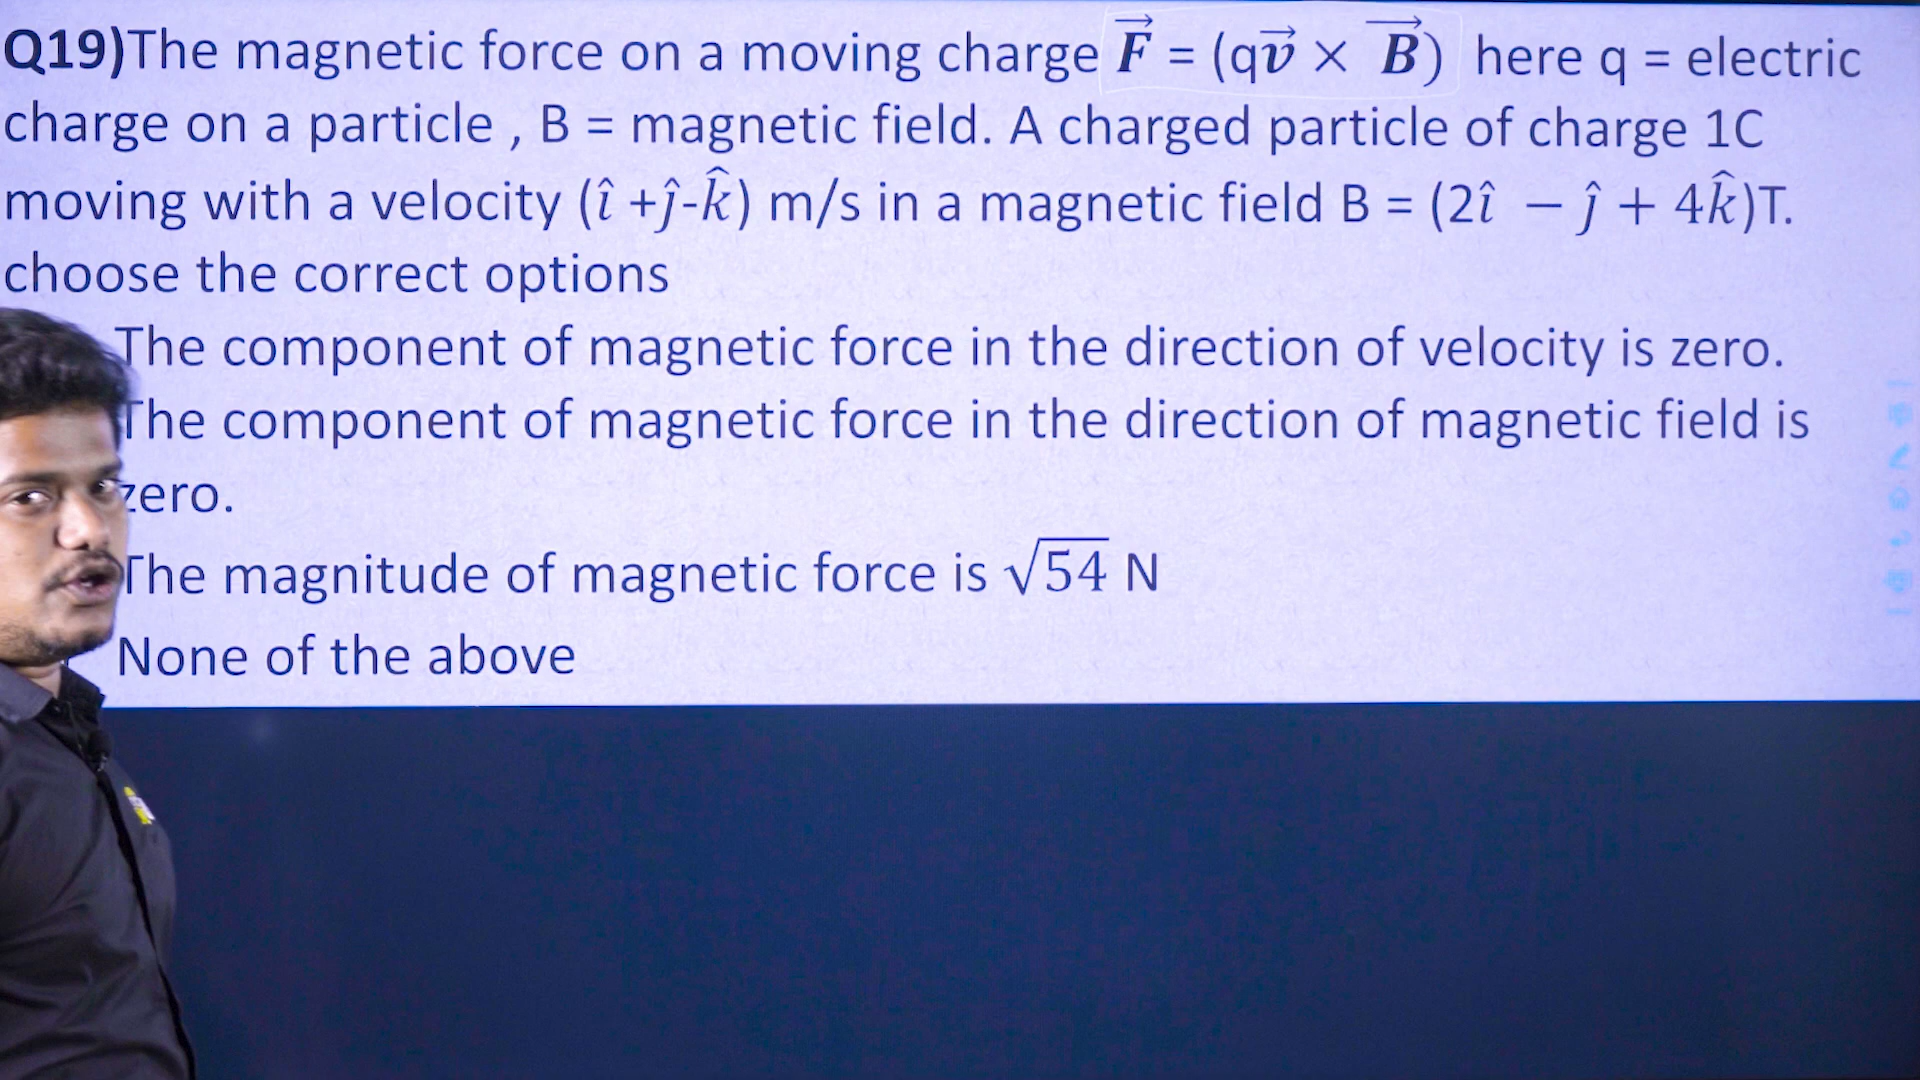 Q19)The magnetic force on a moving charge \vec{F} = (q\vec{v} × \vec{B}) here q = electric
charge on a particle , B = magnetic field. A charged particle of charge 1C
moving with a velocity (î +ĵ-k̂) m/s in a magnetic field B = (2î − ĵ + 4k̂)T.
choose the correct options
The component of magnetic force in the direction of velocity is zero.
The component of magnetic force in the direction of magnetic field is
zero.
The magnitude of magnetic force is √54 N
None of the above